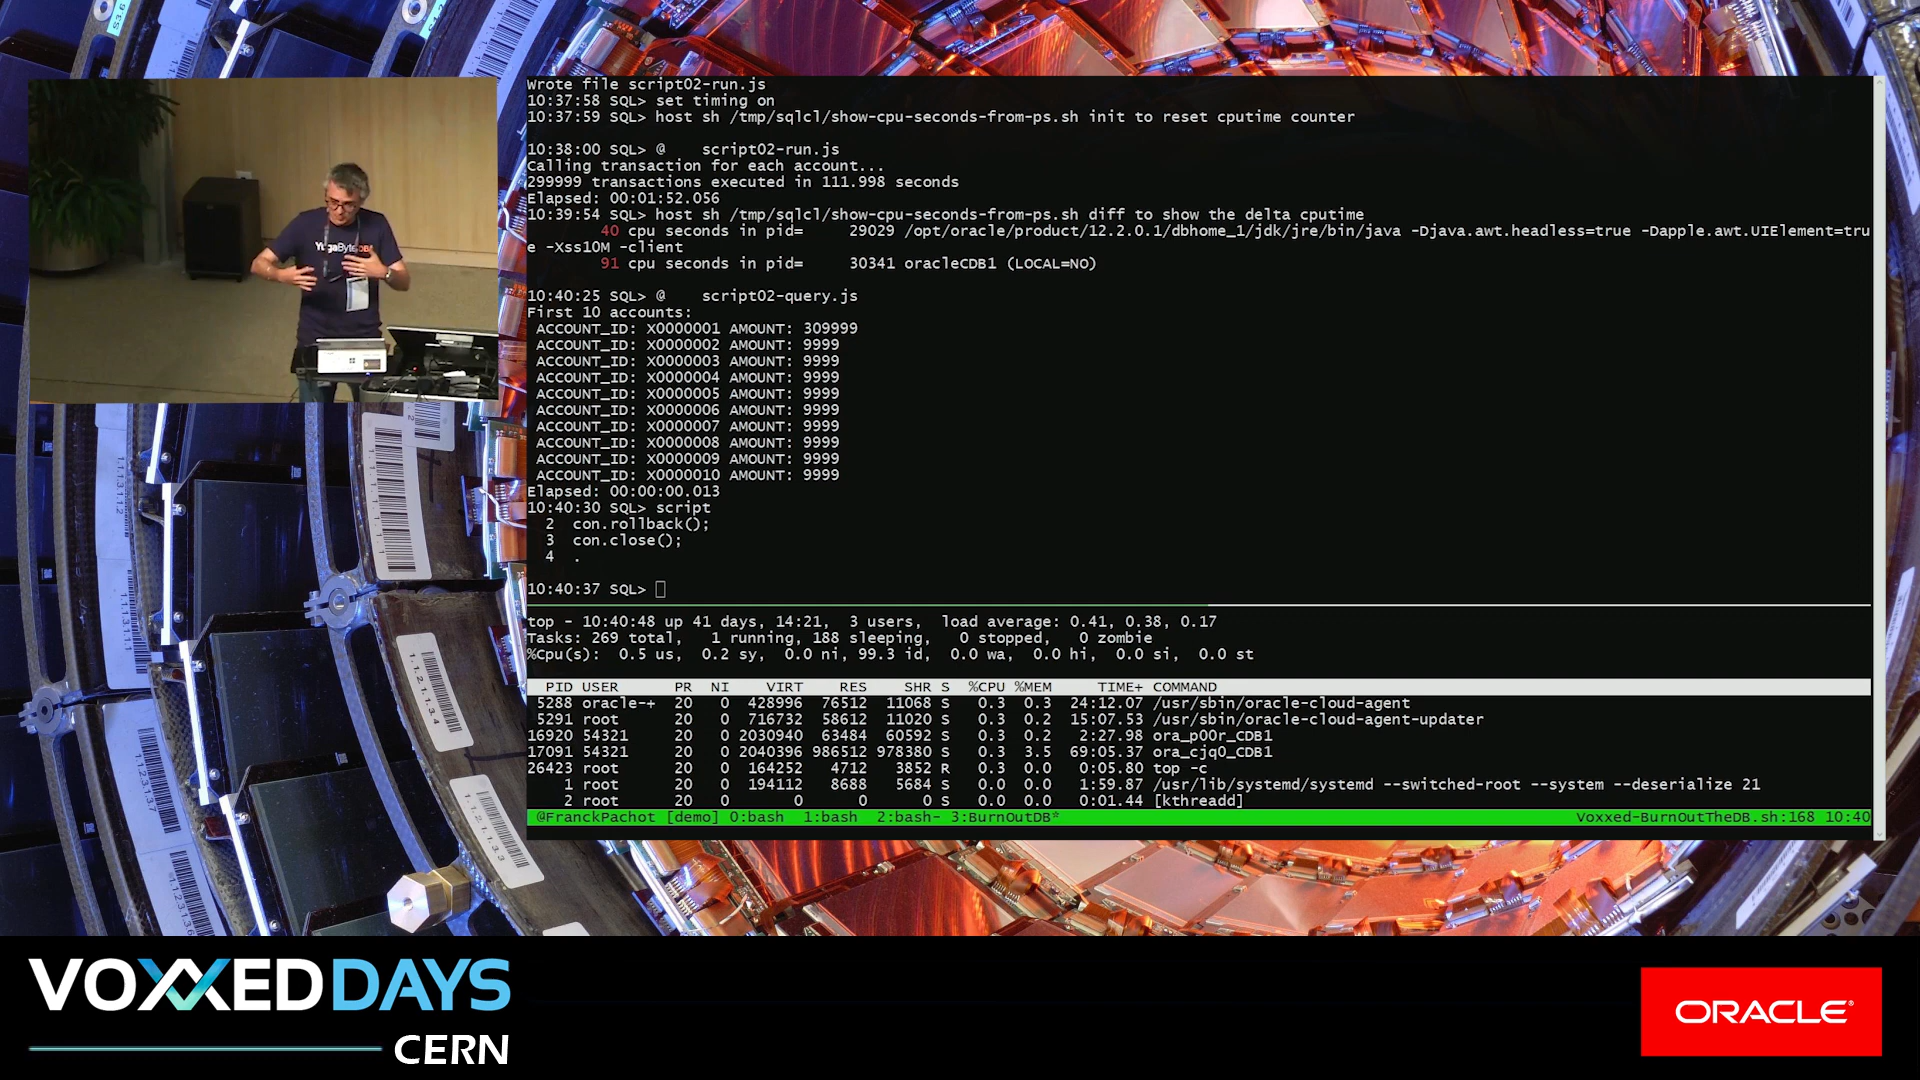 Wrote file script02-run.js
10:37:58 SQL> set timing on
10:37:59 SQL> host sh /tmp/sqlcl/show-cpu-seconds-from-ps.sh init to reset cputime counter
10:38:00 SQL> @    script02-run.js
Calling transaction for each account...
299999 transactions executed in 111.998 seconds
Elapsed: 00:01:52.056
10:39:54 SQL> host sh /tmp/sqlcl/show-cpu-seconds-from-ps.sh diff to show the delta cputime
40 cpu seconds in pid=     29029 /opt/oracle/product/12.2.0.1/dbhome_1/jdk/jre/bin/java -Djava.awt.headless=true -Dapple.awt.UIElement=tru
e -Xss10M -client
91 cpu seconds in pid=     30341 oracleCDB1 (LOCAL=NO)
10:40:25 SQL> @    script02-query.js
First 10 accounts:
ACCOUNT_ID: X0000001 AMOUNT: 309999
ACCOUNT_ID: X0000002 AMOUNT: 9999
ACCOUNT_ID: X0000003 AMOUNT: 9999
ACCOUNT_ID: X0000004 AMOUNT: 9999
ACCOUNT_ID: X0000005 AMOUNT: 9999
ACCOUNT_ID: X0000006 AMOUNT: 9999
ACCOUNT_ID: X0000007 AMOUNT: 9999
ACCOUNT_ID: X0000008 AMOUNT: 9999
ACCOUNT_ID: X0000009 AMOUNT: 9999
ACCOUNT_ID: X0000010 AMOUNT: 9999
Elapsed: 00:00:00.013
10:40:30 SQL> script
2  con.rollback();
3  con.close();
4  .
10:40:37 SQL>
top - 10:40:48 up 41 days, 14:21,  3 users,  load average: 0.41, 0.38, 0.17
Tasks: 269 total,   1 running, 188 sleeping,   0 stopped,   0 zombie
%Cpu(s):  0.5 us,  0.2 sy,  0.0 ni, 99.3 id,  0.0 wa,  0.0 hi,  0.0 si,  0.0 st
PID USER      PR  NI    VIRT    RES    SHR S  %CPU %MEM     TIME+ COMMAND
5288 oracle-+  20   0  428996  76512  11068 S   0.3  0.3  24:12.07 /usr/sbin/oracle-cloud-agent
5291 root      20   0  716732  58612  11020 S   0.3  0.2  15:07.53 /usr/sbin/oracle-cloud-agent-updater
16920 54321     20   0 2030940  63484  60592 S   0.3  0.2   2:27.98 ora_p00r_CDB1
17091 54321     20   0 2040396 986512 978380 S   0.3  3.5  69:05.37 ora_cjq0_CDB1
26423 root      20   0  164252   4712   3852 R   0.3  0.0   0:05.80 top -c
1 root      20   0  194112   8688   5684 S   0.0  0.0   1:59.87 /usr/lib/systemd/systemd --switched-root --system --deserialize 21
2 root      20   0       0      0      0 S   0.0  0.0   0:01.44 [kthreadd]
@FranckPachot [demo] 0:bash  1:bash  2:bash- 3:BurnOutDB*     Voxxed-BurnOutTheDB.sh:168 10:40
YugaByteDB
VOXXED DAYS
CERN
ORACLE®